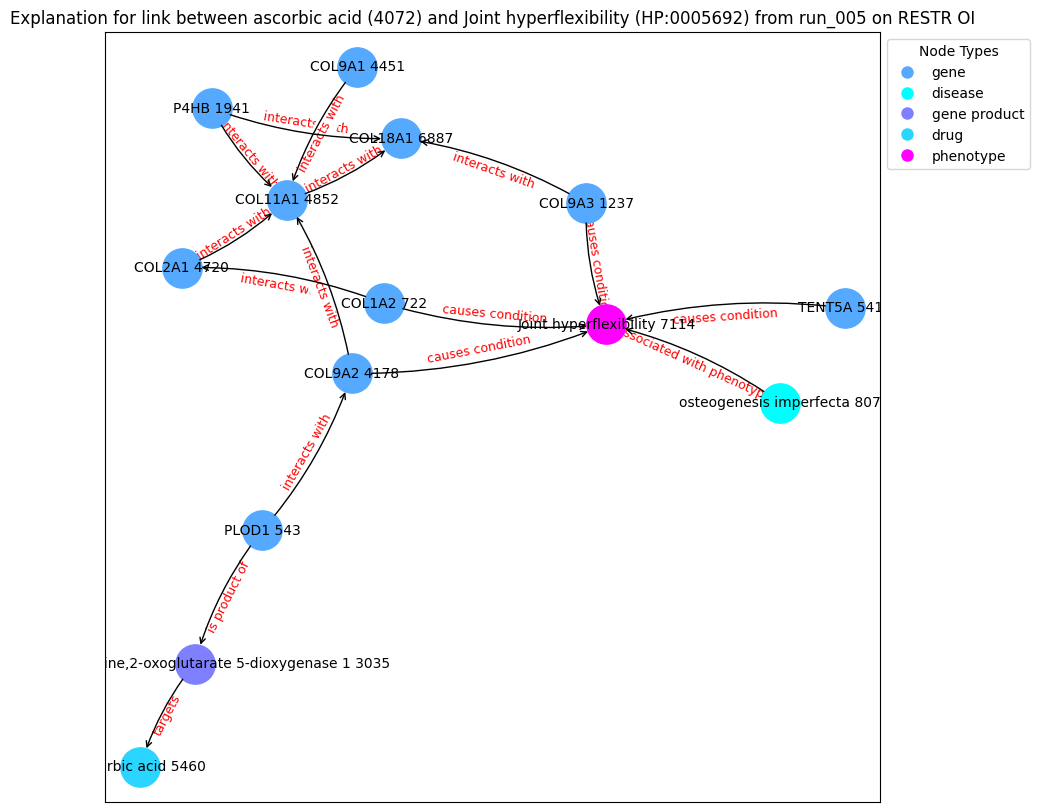 Explanation for link between ascorbic acid (4072) and Joint hyperflexibility (HP:0005692) from run_005 on RESTR OI
Node Types
gene
disease
gene product
drug
phenotype
COL9A1 4451
P4HB 1941
interacts with
COL18A1 6887
interacts with
interacts with
interacts with
interacts with
COL11A1 4852
COL9A3 1237
interacts with
causes condition
COL2A1 4720
interacts w
interacts with
COL1A2 722
causes condition
TENT5A 541
causes condition
Joint hyperflexibility 7114
causes condition
associated with phenotype
COL9A2 4178
osteogenesis imperfecta 807
interacts with
PLOD1 543
is product of
ine,2-oxoglutarate 5-dioxygenase 1 3035
targets
rbic acid 5460